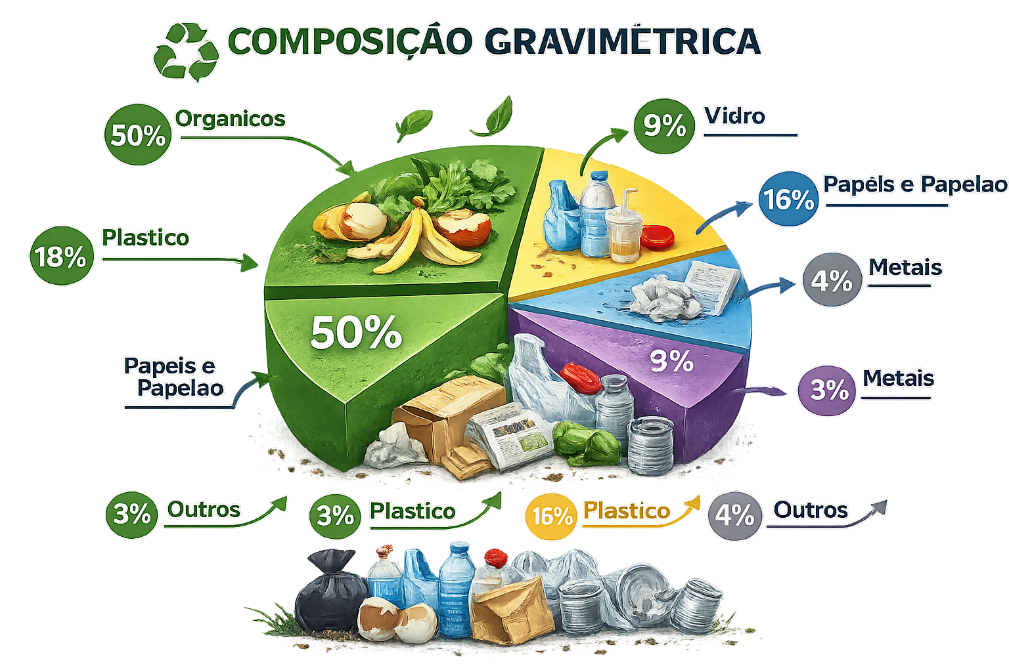 COMPOSIÇÃO GRAVIMÉTRICA
50% Organicos
9% Vidro
16% Papêls e Papelao
18% Plastico
4% Metais
50%
9%
Papeis e
Papelao
3% Metais
3% Outros
3% Plastico
16% Plastico
4% Outros